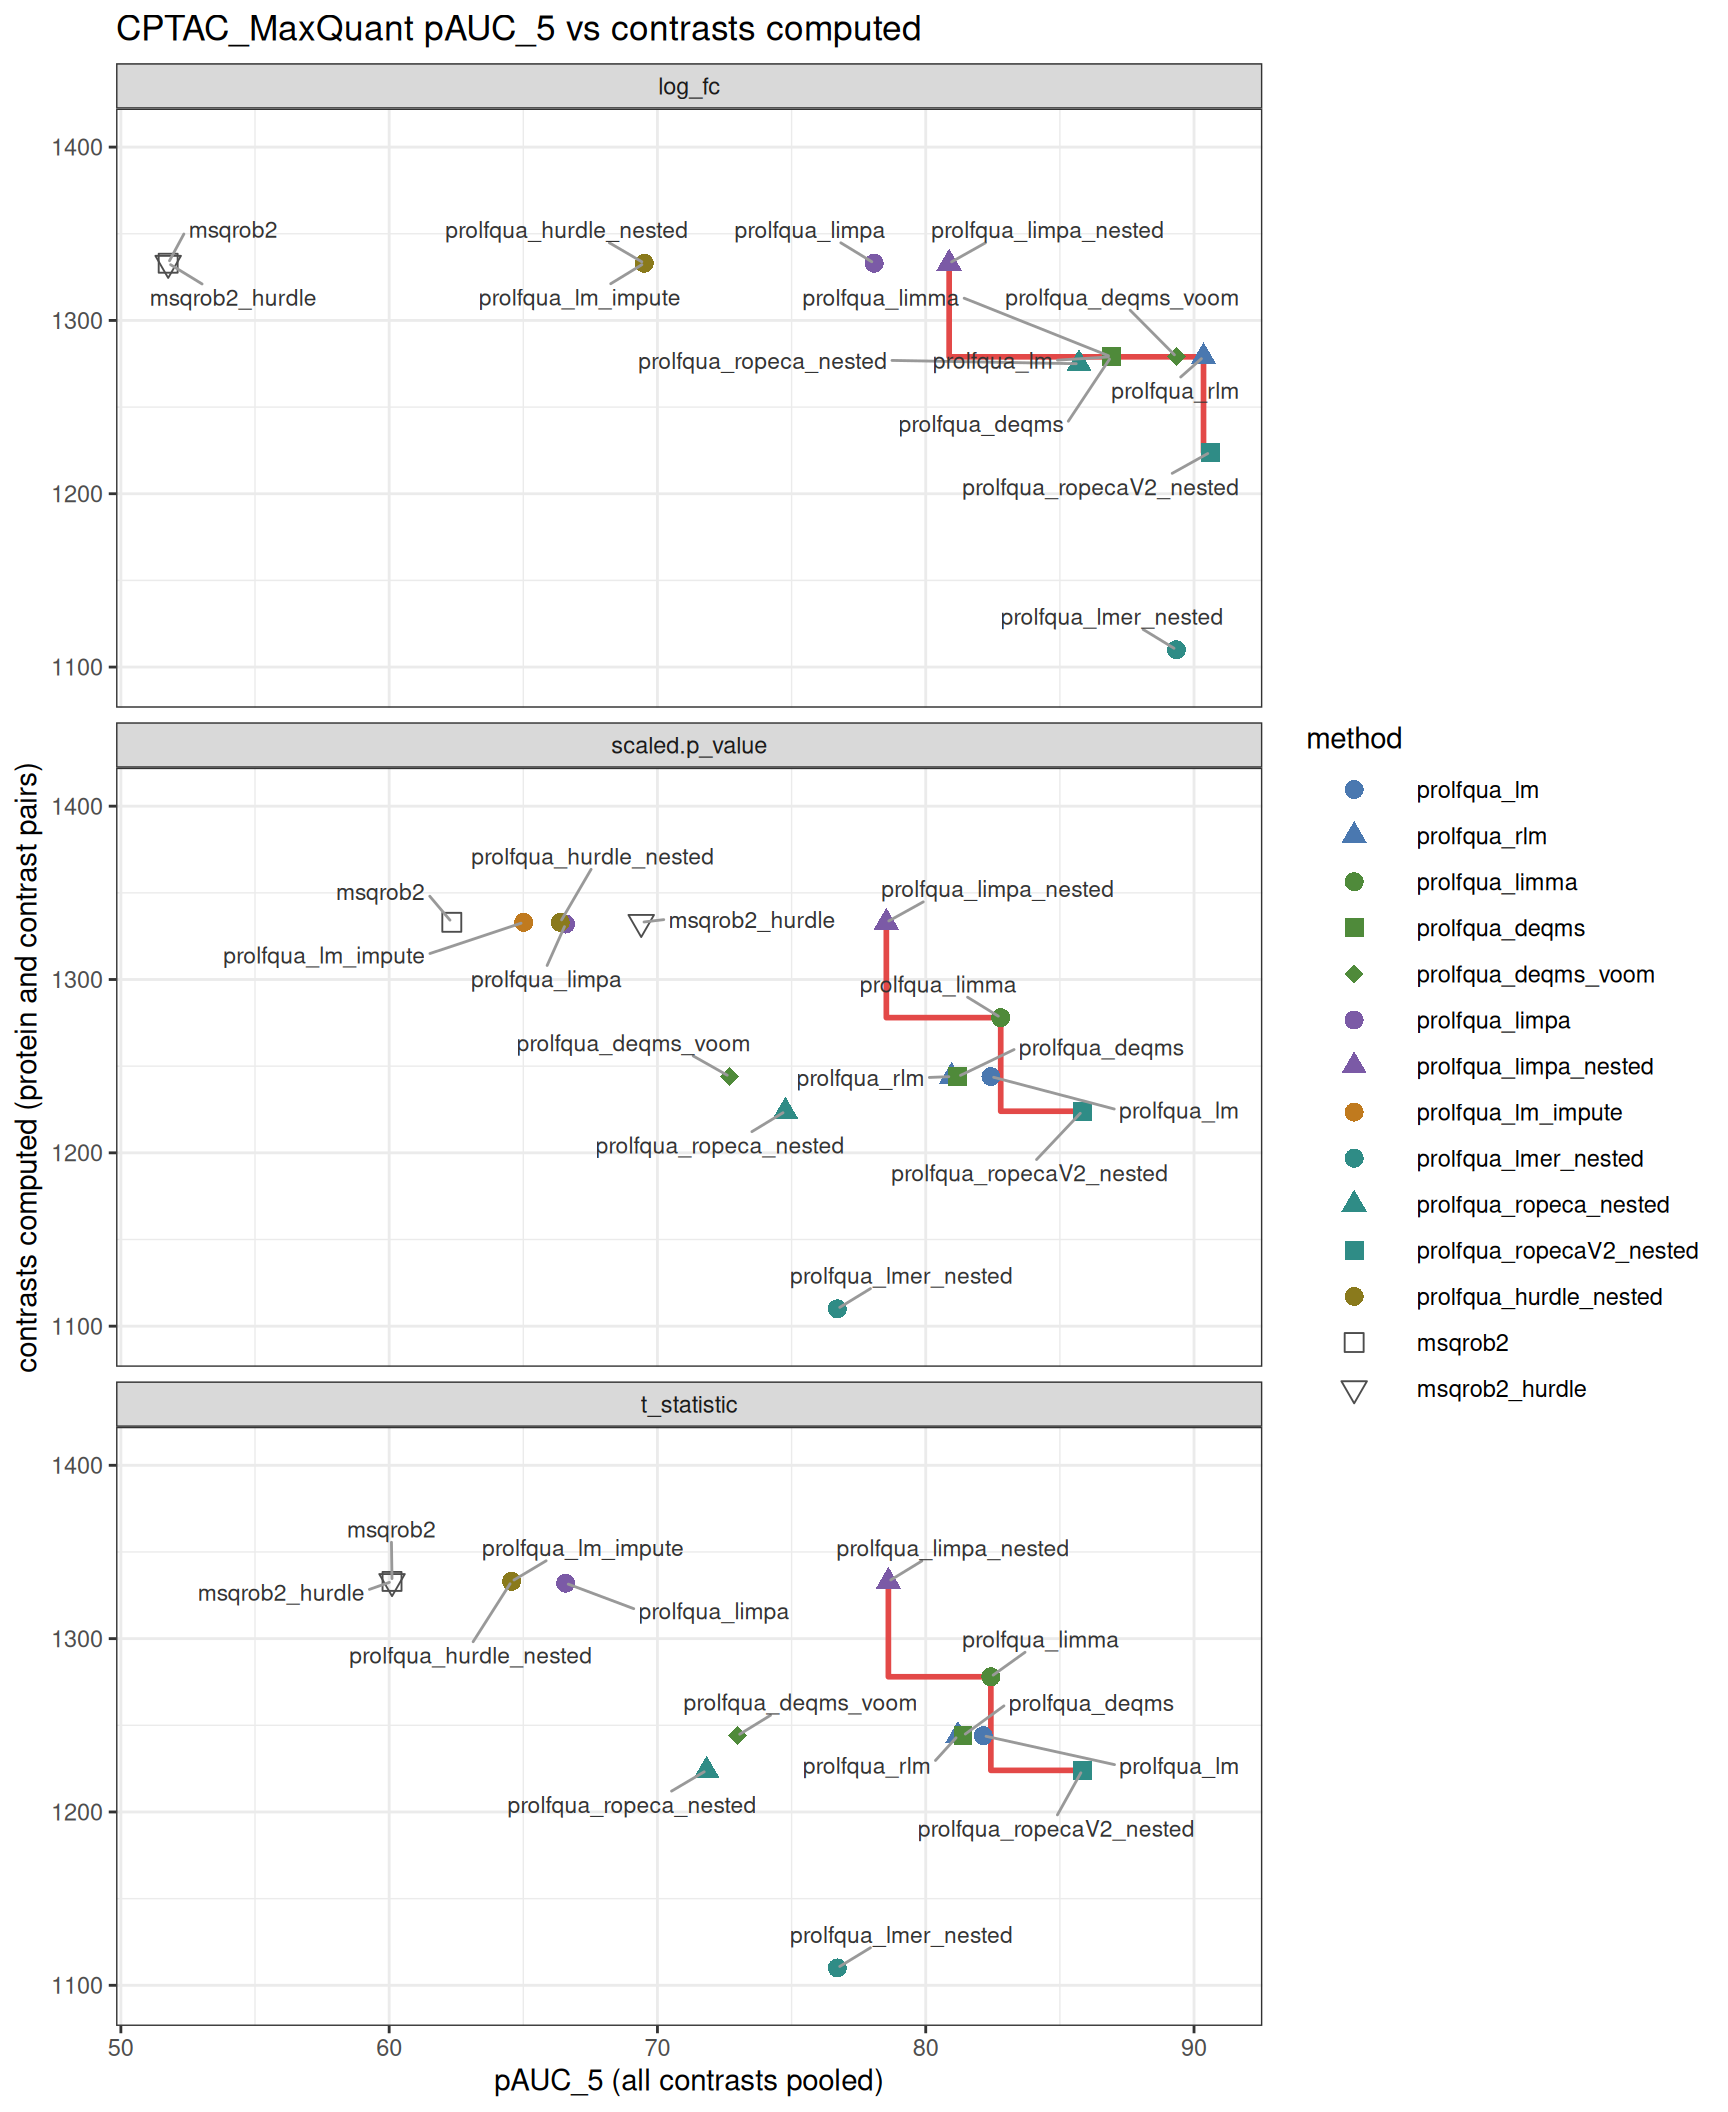 CPTAC_MaxQuant pAUC_5 vs contrasts computed
log_fc
1400
1300
1200
1100
msqrob2
msqrob2_hurdle
prolfqua_hurdle_nested
prolfqua_lm_impute
prolfqua_limpa
prolfqua_limpa_nested
prolfqua_limma
prolfqua_deqms_voom
prolfqua_ropeca_nested
prolfqua_lm
prolfqua_rlm
prolfqua_deqms
prolfqua_ropecaV2_nested
prolfqua_lmer_nested
scaled.p_value
1400
1300
1200
1100
prolfqua_hurdle_nested
msqrob2
prolfqua_limpa_nested
msqrob2_hurdle
prolfqua_lm_impute
prolfqua_limpa
prolfqua_limma
prolfqua_deqms_voom
prolfqua_deqms
prolfqua_rlm
prolfqua_lm
prolfqua_ropeca_nested
prolfqua_ropecaV2_nested
prolfqua_lmer_nested
t_statistic
1400
1300
1200
1100
msqrob2
prolfqua_lm_impute
prolfqua_limpa_nested
msqrob2_hurdle
prolfqua_limpa
prolfqua_limma
prolfqua_hurdle_nested
prolfqua_deqms_voom
prolfqua_deqms
prolfqua_rlm
prolfqua_lm
prolfqua_ropeca_nested
prolfqua_ropecaV2_nested
prolfqua_lmer_nested
50
60
70
80
90
pAUC_5 (all contrasts pooled)
contrasts computed (protein and contrast pairs)
method
prolfqua_lm
prolfqua_rlm
prolfqua_limma
prolfqua_deqms
prolfqua_deqms_voom
prolfqua_limpa
prolfqua_limpa_nested
prolfqua_lm_impute
prolfqua_lmer_nested
prolfqua_ropeca_nested
prolfqua_ropecaV2_nested
prolfqua_hurdle_nested
msqrob2
msqrob2_hurdle